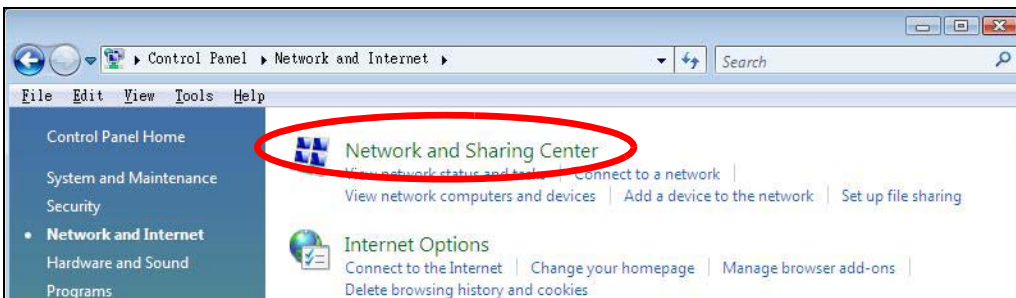 Control Panel Network and Internet Search
File Edit View Tools Help
Control Panel Home
System and Maintenance
Security
Network and Internet
Hardware and Sound
Programs
Network and Sharing Center
View network status and tasks Connect to a network
View network computers and devices Add a device to the network Set up file sharing
Internet Options
Connect to the Internet Change your homepage Manage browser add-ons
Delete browsing history and cookies